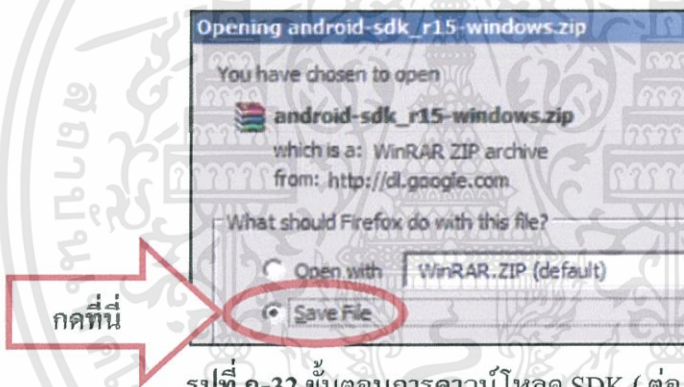 Opening android-sdk_r15-windows.zip
You have chosen to open
android-sdk_r15-windows.zip
which is a: WinRAR ZIP archive
from: http://dl.google.com
What should Firefox do with this file?
Open with WinRAR.ZIP (default)
Save File
กดที่นี่
รูปที่ ก-32 ขั้นตอนการดาวน์โหลด SDK (ต่อ